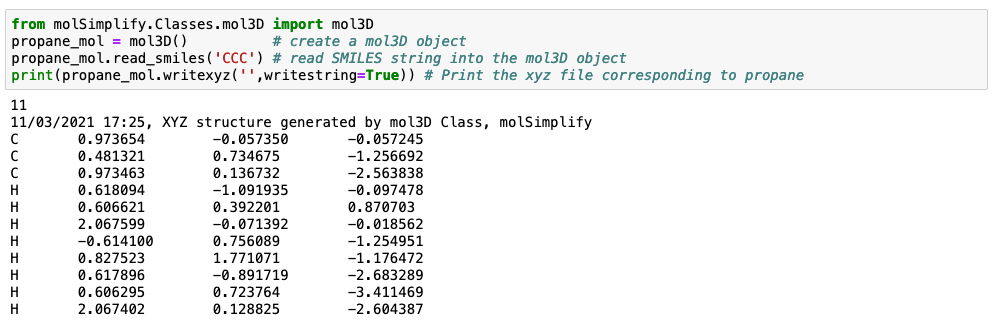 from molSimplify.Classes.mol3D import mol3D
propane_mol = mol3D()          # create a mol3D object
propane_mol.read_smiles('CCC') # read SMILES string into the mol3D object
print(propane_mol.writexyz('',writestring=True)) # Print the xyz file corresponding to propane
11
11/03/2021 17:25, XYZ structure generated by mol3D Class, molSimplify
C       0.973654        -0.057350       -0.057245
C       0.481321        0.734675        -1.256692
C       0.973463        0.136732        -2.563838
H       0.618094        -1.091935       -0.097478
H       0.606621        0.392201        0.870703
H       2.067599        -0.071392       -0.018562
H       -0.614100       0.756089        -1.254951
H       0.827523        1.771071        -1.176472
H       0.617896        -0.891719       -2.683289
H       0.606295        0.723764        -3.411469
H       2.067402        0.128825        -2.604387